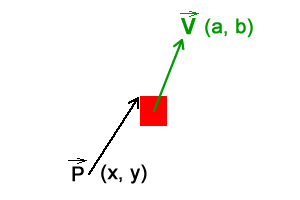 V (a, b)
P (x, y)